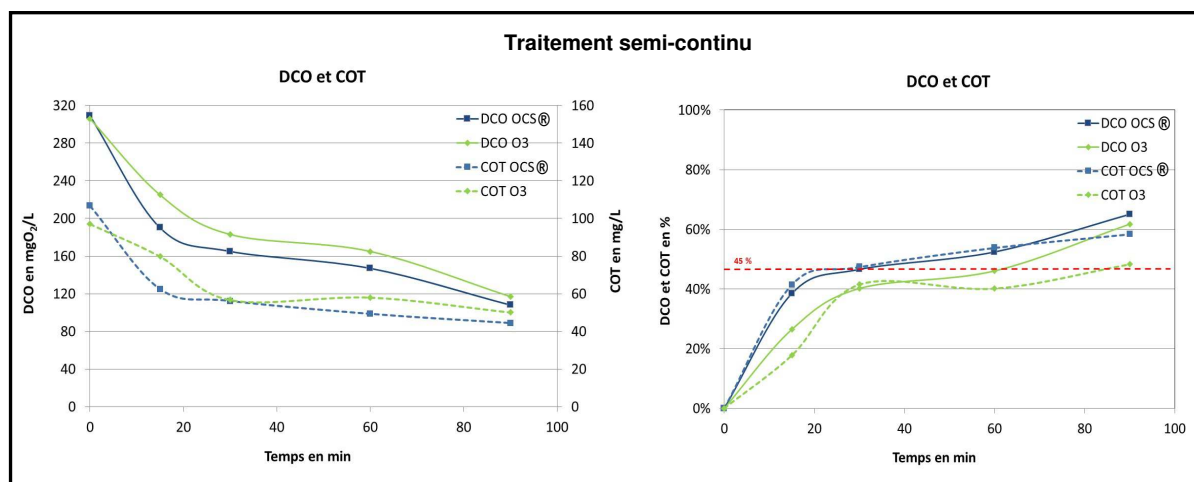 Traitement semi-continu
DCO et COT
320
280
240
200
160
120
80
40
0
DCO en mgO₂/L
160
140
120
100
80
60
40
20
0
COT en mg/L
0 20 40 60 80 100
Temps en min
DCO OCS®
DCO O3
COT OCS®
COT O3
DCO et COT
100%
80%
60%
40%
20%
0%
DCO et COT en %
45 %
0 20 40 60 80 100
Temps en min
DCO OCS ®
DCO O3
COT OCS ®
COT O3